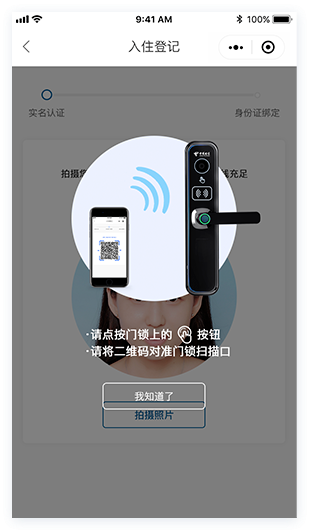 9:41 AM
100%
入住登记
实名认证
身份证绑定
拍摄您
线充足
·请点按门锁上的 按钮
·请将二维码对准门锁扫描口
我知道了
拍摄照片